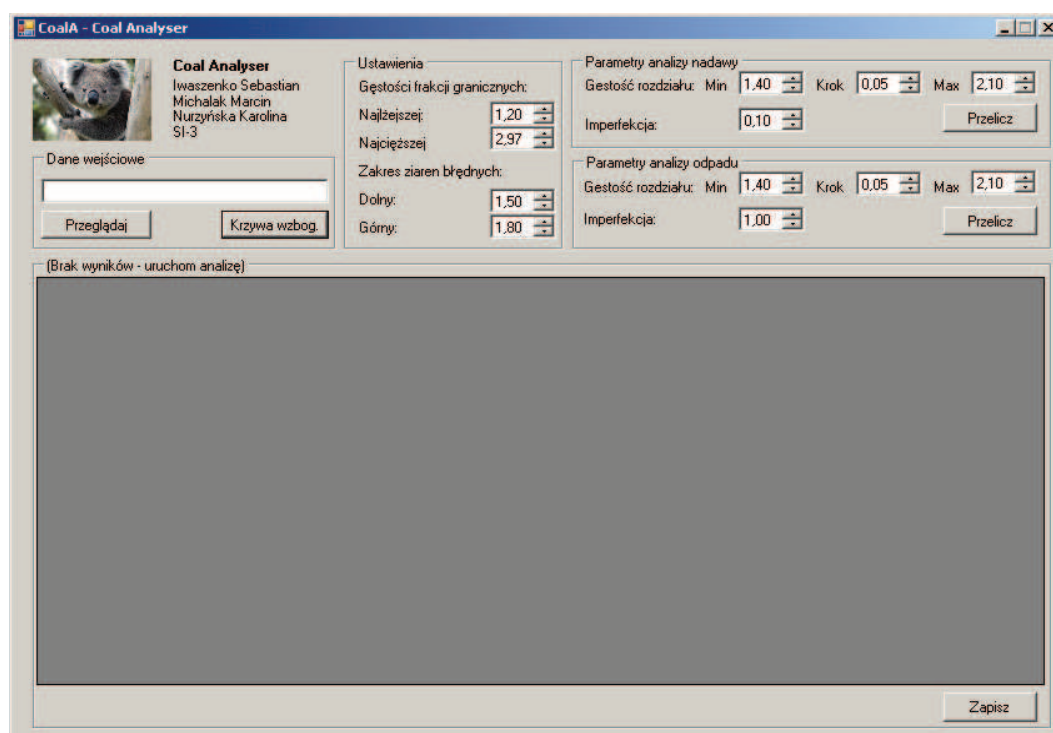 CoalA - Coal Analyser
Coal Analyser
Iwaszenko Sebastian
Michalak Marcin
Nurzyńska Karolina
SI-3
Dane wejściowe
Przeglądaj
Krzywa wzbog.
Ustawienia
Gęstości frakcji granicznych:
Najlżejszej: 1,20
Najcięższej 2,97
Zakres ziaren błędnych:
Dolny: 1,50
Górny: 1,80
Parametry analizy nadawy
Gestość rozdziału: Min 1,40 Krok 0,05 Max 2,10
Imperfekcja: 0,10 Przelicz
Parametry analizy odpadu
Gestość rozdziału: Min 1,40 Krok 0,05 Max 2,10
Imperfekcja: 1,00 Przelicz
(Brak wyników - uruchom analizę)
Zapisz